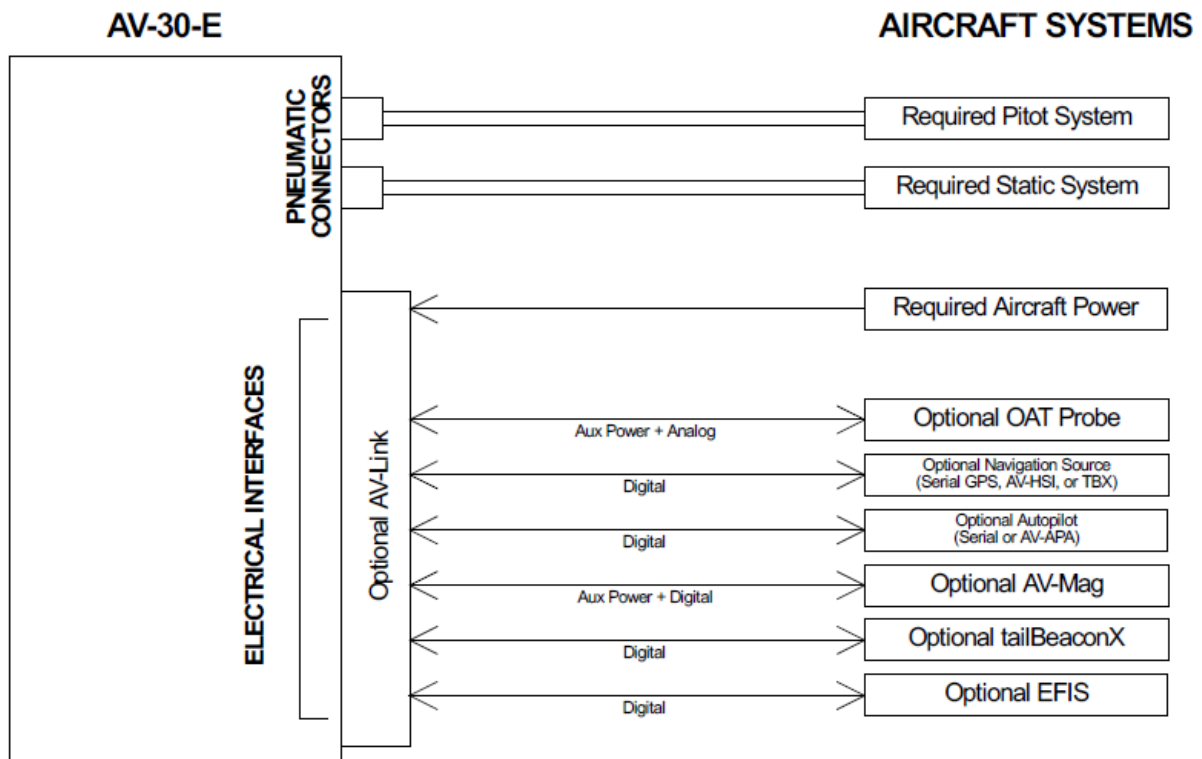 AV-30-E
AIRCRAFT SYSTEMS
PNEUMATIC
CONNECTORS
Required Pitot System
Required Static System
ELECTRICAL INTERFACES
Optional AV-Link
Required Aircraft Power
Aux Power + Analog
Optional OAT Probe
Digital
Optional Navigation Source
(Serial GPS, AV-HSI, or TBX)
Digital
Optional Autopilot
(Serial or AV-APA)
Aux Power + Digital
Optional AV-Mag
Digital
Optional tailBeaconX
Digital
Optional EFIS